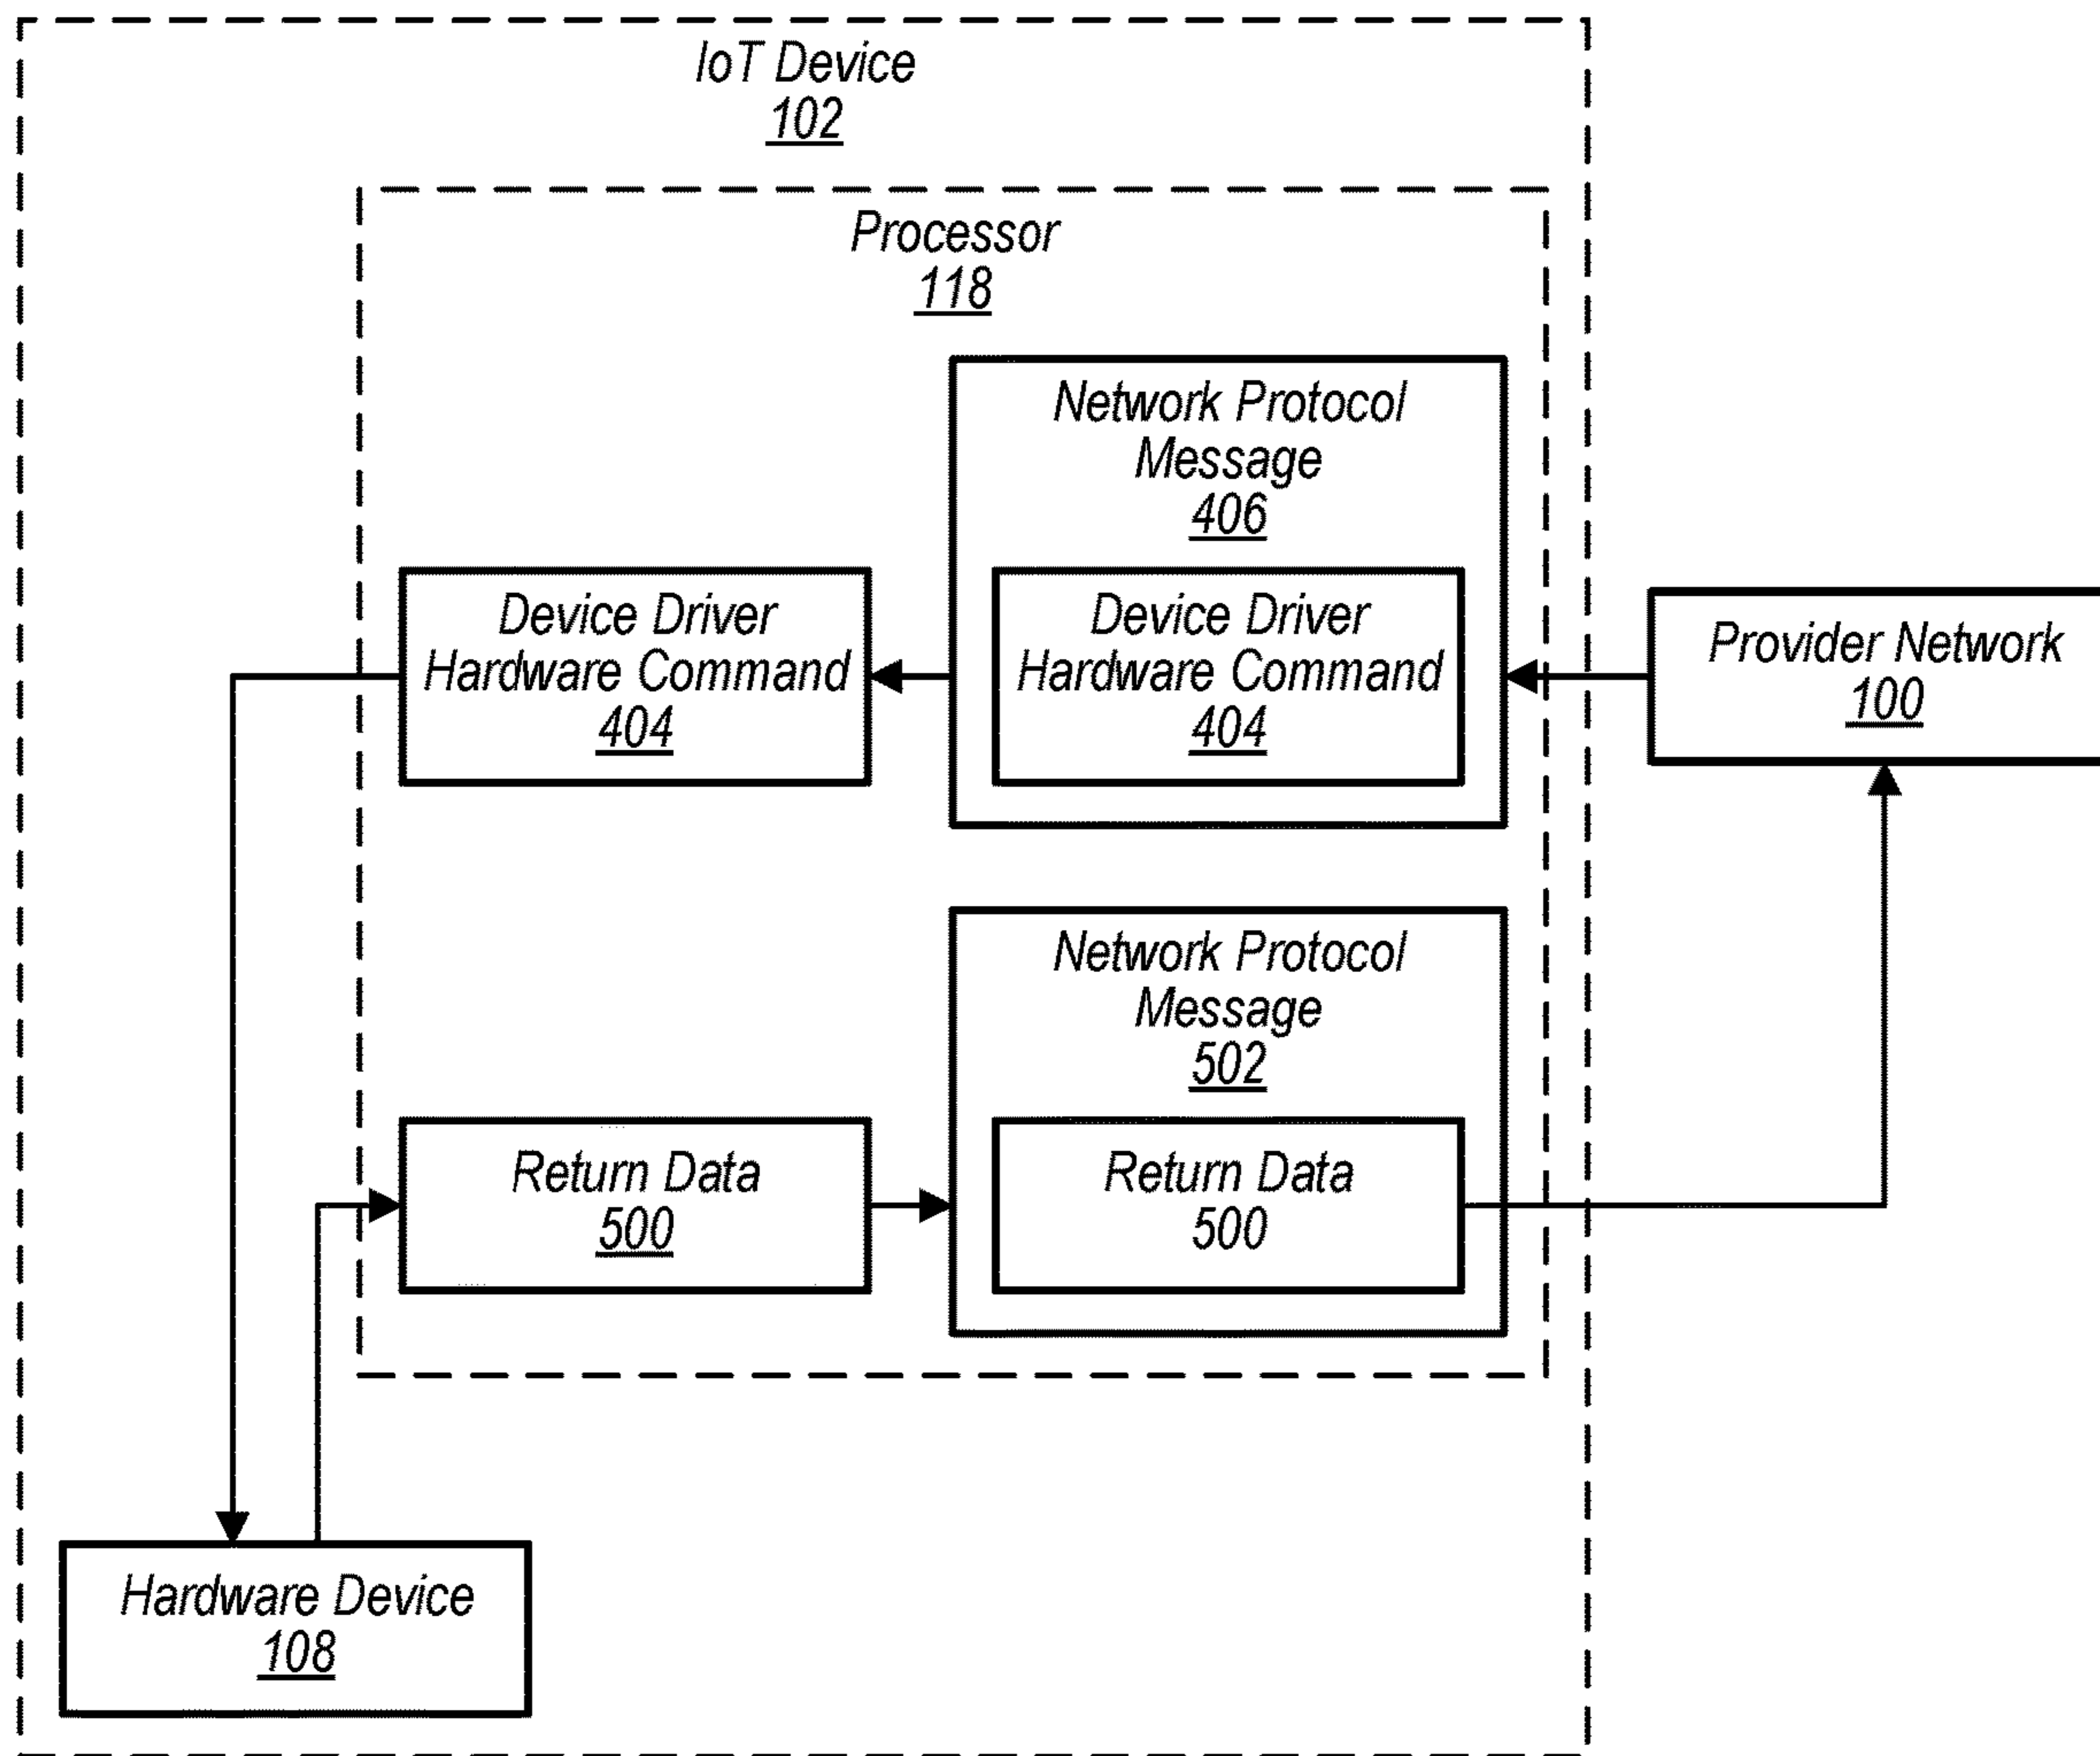 IoT Device
102
Processor
118
Network Protocol
Message
406
Device Driver
Hardware Command
404
Device Driver
Hardware Command
404
Provider Network
100
Network Protocol
Message
502
Return Data
500
Return Data
500
Hardware Device
108